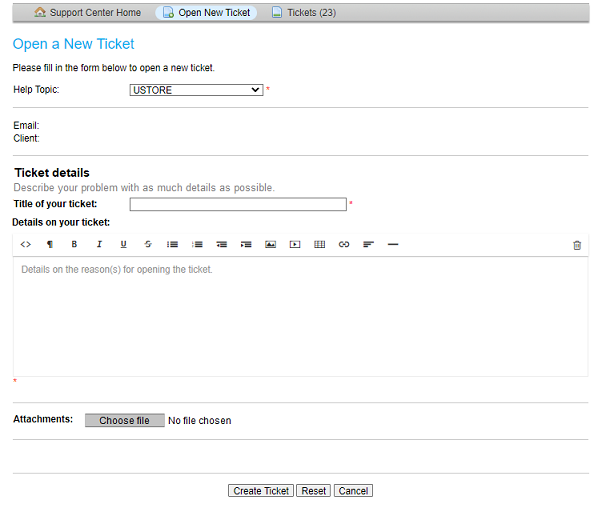 Support Center Home Open New Ticket Tickets (23)
Open a New Ticket
Please fill in the form below to open a new ticket.
Help Topic: USTORE *
Email:
Client:
Ticket details
Describe your problem with as much details as possible.
Title of your ticket: *
Details on your ticket:
<> ¶ B I U S
Details on the reason(s) for opening the ticket.
*
Attachments: Choose file No file chosen
Create Ticket Reset Cancel